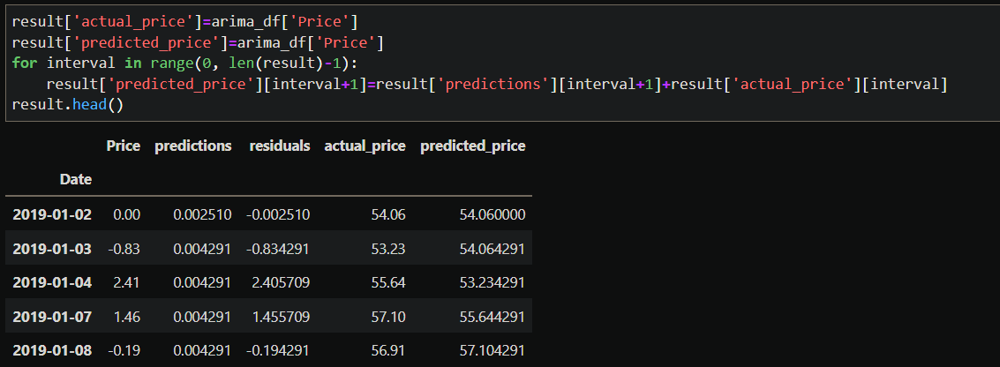 result['actual_price']=arima_df['Price']
result['predicted_price']=arima_df['Price']
for interval in range(0, len(result)-1):
    result['predicted_price'][interval+1]=result['predictions'][interval+1]+result['actual_price'][interval]
result.head()
Price predictions residuals actual_price predicted_price
Date
2019-01-02 0.00 0.002510 -0.002510 54.06 54.060000
2019-01-03 -0.83 0.004291 -0.834291 53.23 54.064291
2019-01-04 2.41 0.004291 2.405709 55.64 53.234291
2019-01-07 1.46 0.004291 1.455709 57.10 55.644291
2019-01-08 -0.19 0.004291 -0.194291 56.91 57.104291